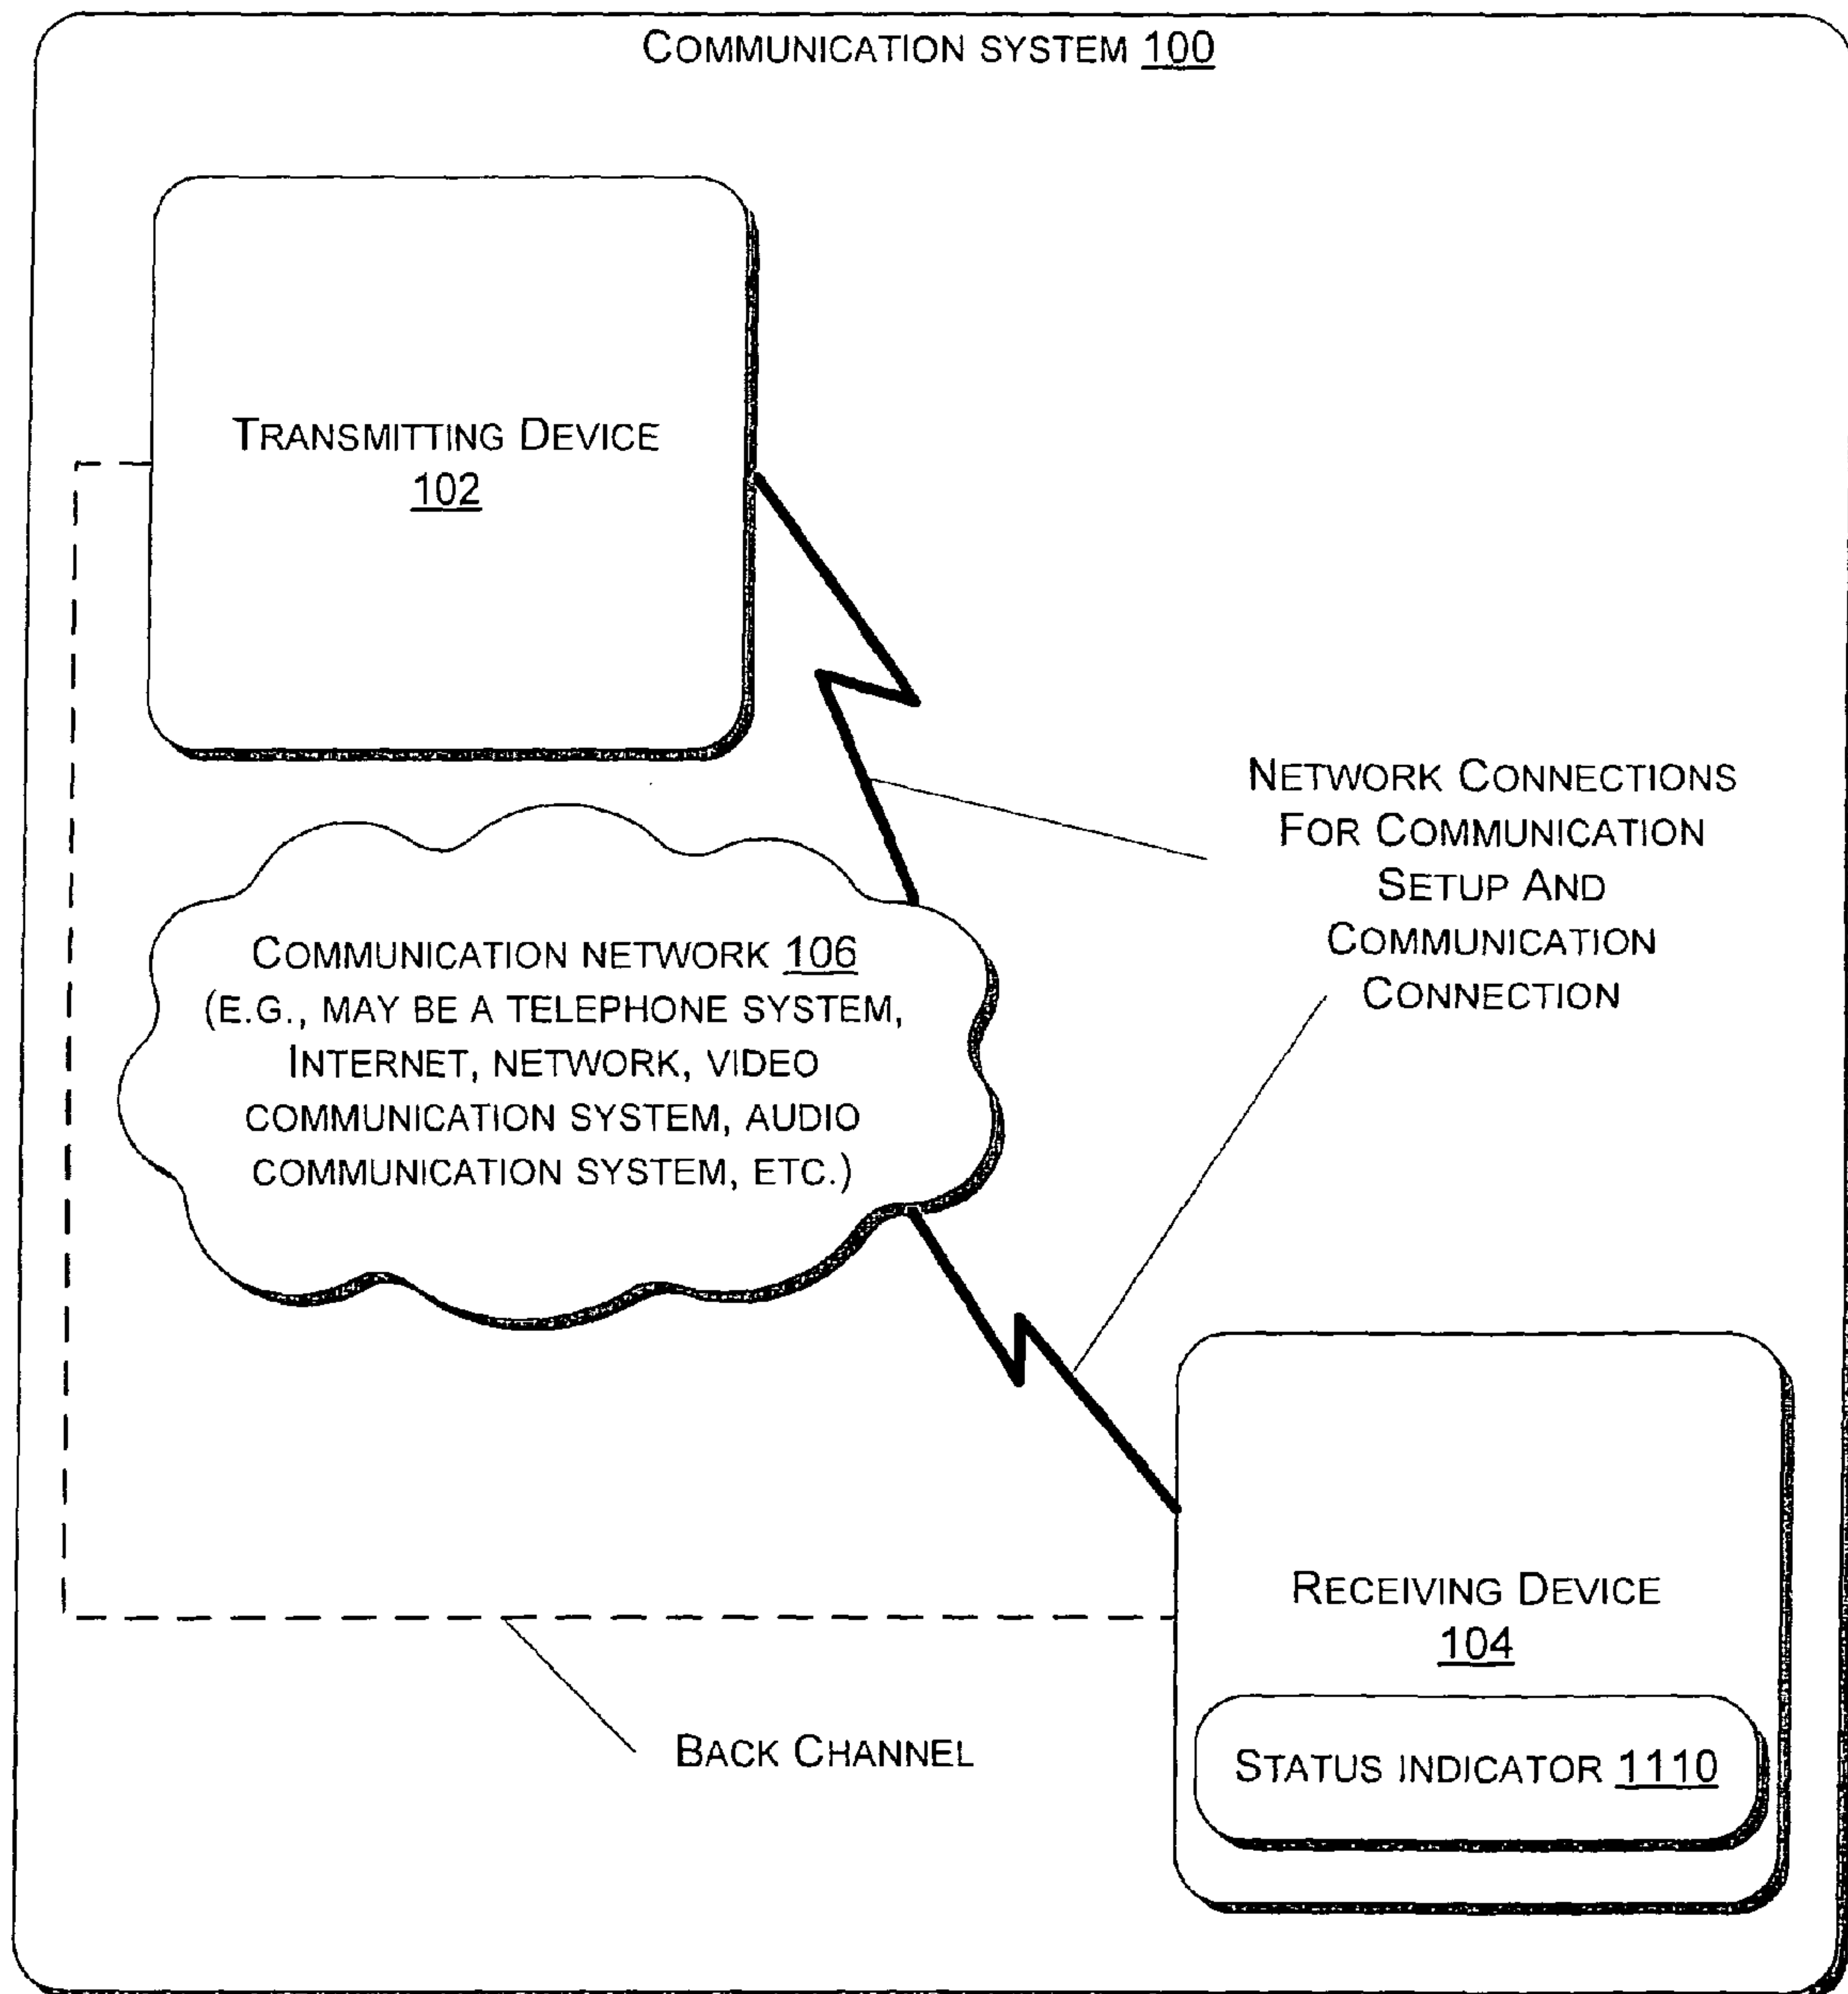 COMMUNICATION SYSTEM 100
TRANSMITTING DEVICE
102
NETWORK CONNECTIONS
FOR COMMUNICATION
SETUP AND
COMMUNICATION
CONNECTION
COMMUNICATION NETWORK 106
(E.G., MAY BE A TELEPHONE SYSTEM,
INTERNET, NETWORK, VIDEO
COMMUNICATION SYSTEM, AUDIO
COMMUNICATION SYSTEM, ETC.)
RECEIVING DEVICE
104
STATUS INDICATOR 1110
BACK CHANNEL